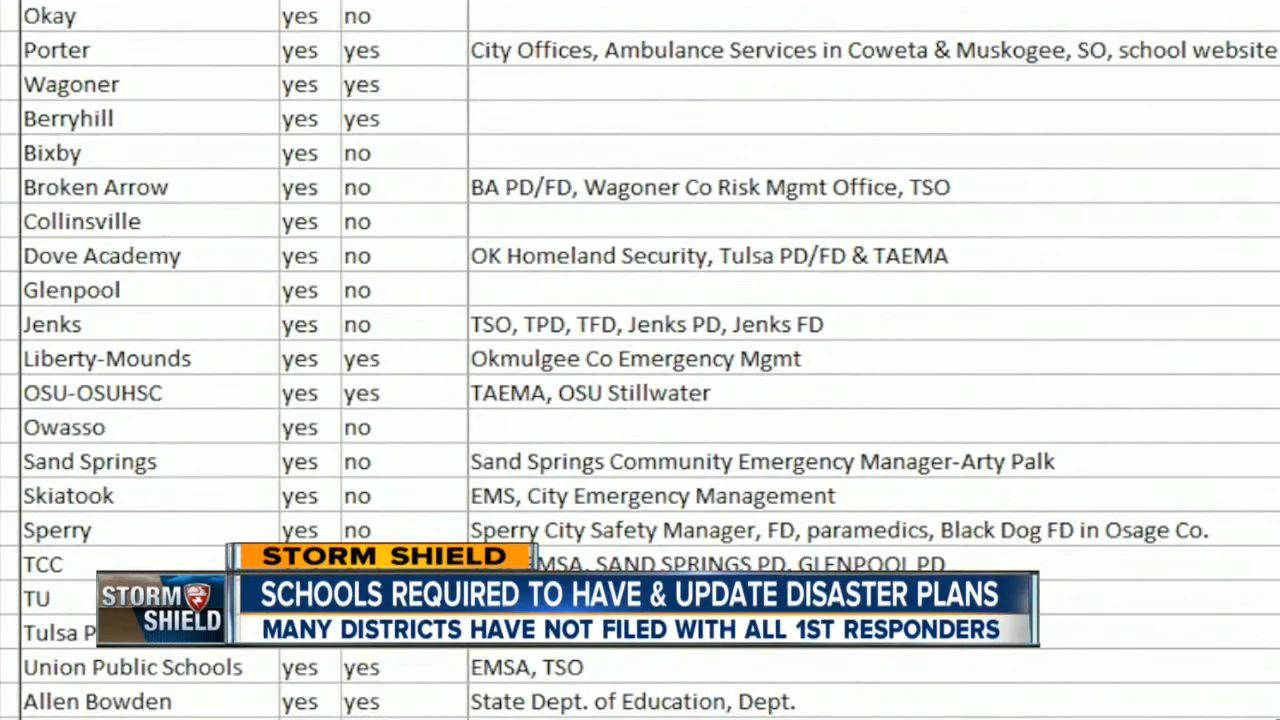 Okay yes no
Porter yes yes City Offices, Ambulance Services in Coweta & Muskogee, SO, school website
Wagoner yes yes
Berryhill yes yes
Bixby yes no
Broken Arrow yes no BA PD/FD, Wagoner Co Risk Mgmt Office, TSO
Collinsville yes no
Dove Academy yes no OK Homeland Security, Tulsa PD/FD & TAEMA
Glenpool yes no
Jenks yes no TSO, TPD, TFD, Jenks PD, Jenks FD
Liberty-Mounds yes yes Okmulgee Co Emergency Mgmt
OSU-OSUHSC yes yes TAEMA, OSU Stillwater
Owasso yes no
Sand Springs yes no Sand Springs Community Emergency Manager-Arty Palk
Skiatook yes no EMS, City Emergency Management
Sperry yes no Sperry City Safety Manager, FD, paramedics, Black Dog FD in Osage Co.
TCC SAND SPRINGS PD, GLENPOOL PD
TU
Tulsa P
STORM SHIELD
STORM
SHIELD
SCHOOLS REQUIRED TO HAVE & UPDATE DISASTER PLANS
MANY DISTRICTS HAVE NOT FILED WITH ALL 1ST RESPONDERS
Union Public Schools yes yes EMSA, TSO
Allen Bowden yes yes State Dept. of Education, Dept.